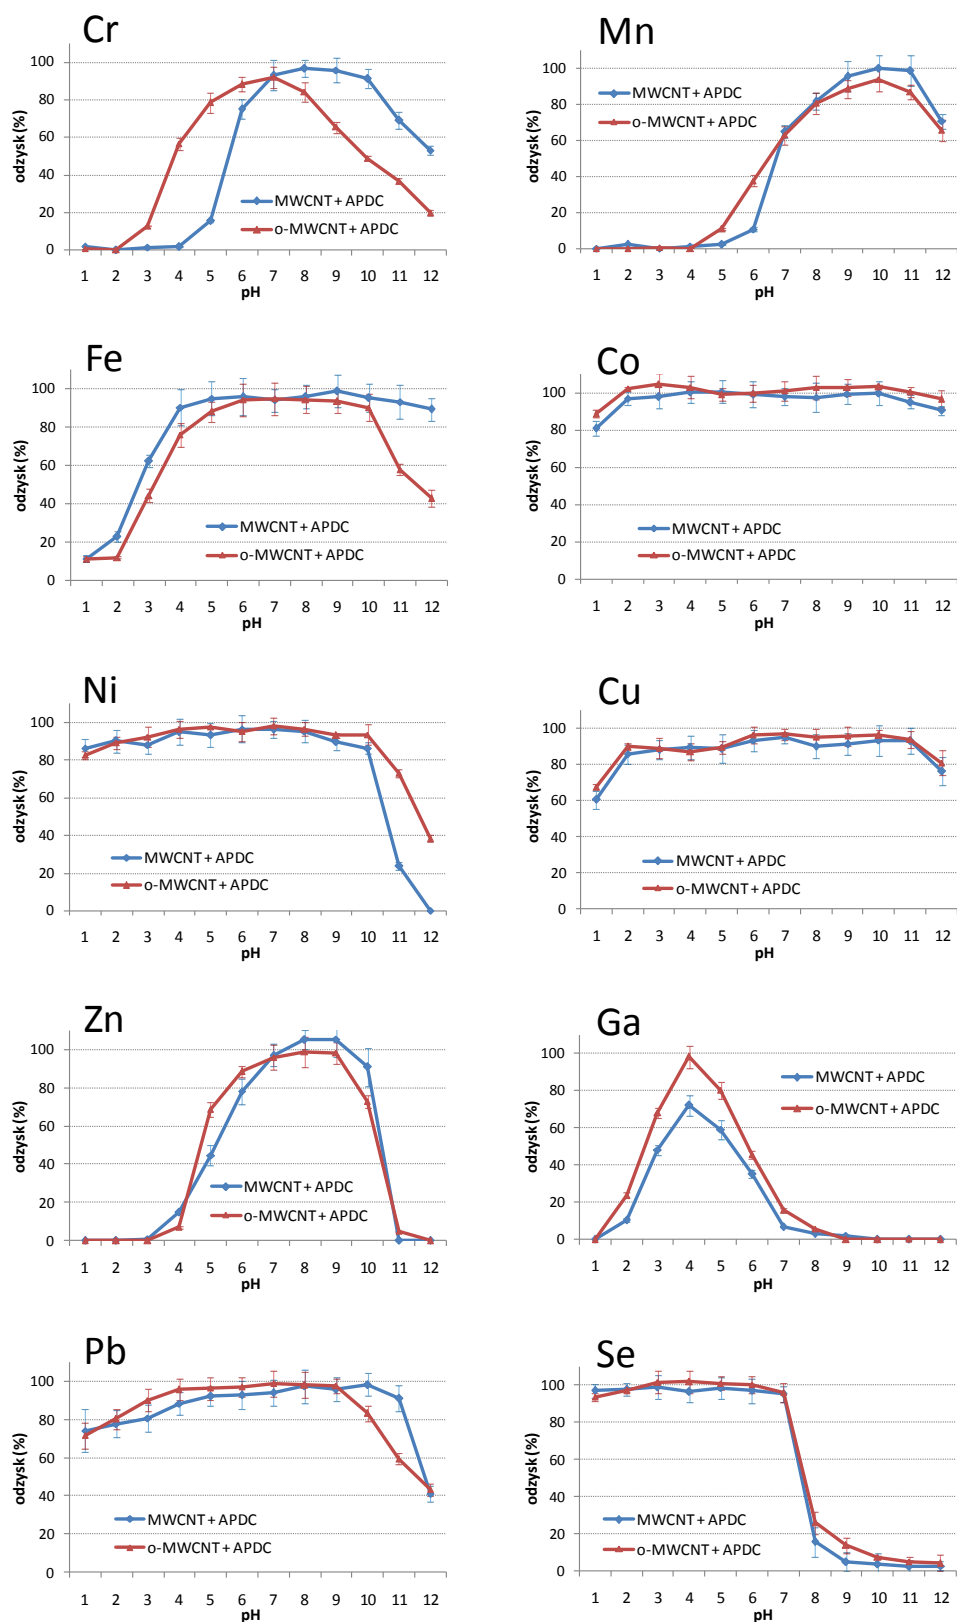 Cr
odzysk (%)
100
80
60
40
20
0
MWCNT + APDC
o-MWCNT + APDC
1 2 3 4 5 6 7 8 9 10 11 12
pH
Mn
odzysk (%)
100
80
60
40
20
0
MWCNT + APDC
o-MWCNT + APDC
1 2 3 4 5 6 7 8 9 10 11 12
pH
Fe
odzysk (%)
100
80
60
40
20
0
MWCNT + APDC
o-MWCNT + APDC
1 2 3 4 5 6 7 8 9 10 11 12
pH
Co
odzysk (%)
100
80
60
40
20
0
MWCNT + APDC
o-MWCNT + APDC
1 2 3 4 5 6 7 8 9 10 11 12
pH
Ni
odzysk (%)
100
80
60
40
20
0
MWCNT + APDC
o-MWCNT + APDC
1 2 3 4 5 6 7 8 9 10 11 12
pH
Cu
odzysk (%)
100
80
60
40
20
0
MWCNT + APDC
o-MWCNT + APDC
1 2 3 4 5 6 7 8 9 10 11 12
pH
Zn
odzysk (%)
100
80
60
40
20
0
MWCNT + APDC
o-MWCNT + APDC
1 2 3 4 5 6 7 8 9 10 11 12
pH
Ga
odzysk (%)
100
80
60
40
20
0
MWCNT + APDC
o-MWCNT + APDC
1 2 3 4 5 6 7 8 9 10 11 12
pH
Pb
odzysk (%)
100
80
60
40
20
0
MWCNT + APDC
o-MWCNT + APDC
1 2 3 4 5 6 7 8 9 10 11 12
pH
Se
odzysk (%)
100
80
60
40
20
0
MWCNT + APDC
o-MWCNT + APDC
1 2 3 4 5 6 7 8 9 10 11 12
pH